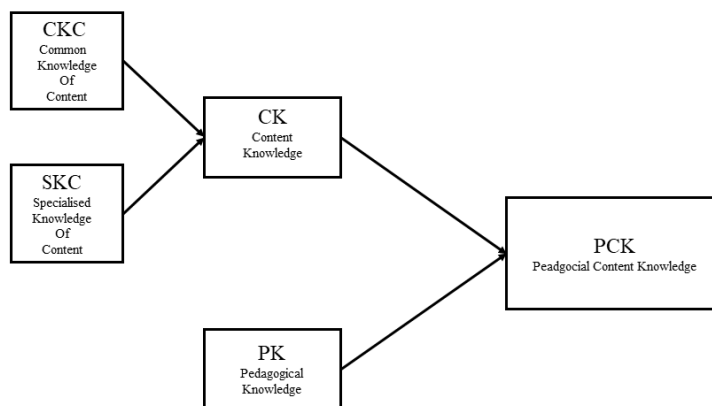 CKC
Common
Knowledge
Of
Content
SKC
Specialised
Knowledge
Of
Content
CK
Content
Knowledge
PK
Pedagogical
Knowledge
PCK
Peadgocial Content Knowledge